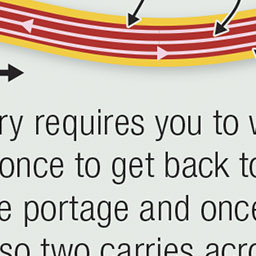 ry requires you to
once to get back to
e portage and once
so two carries acro